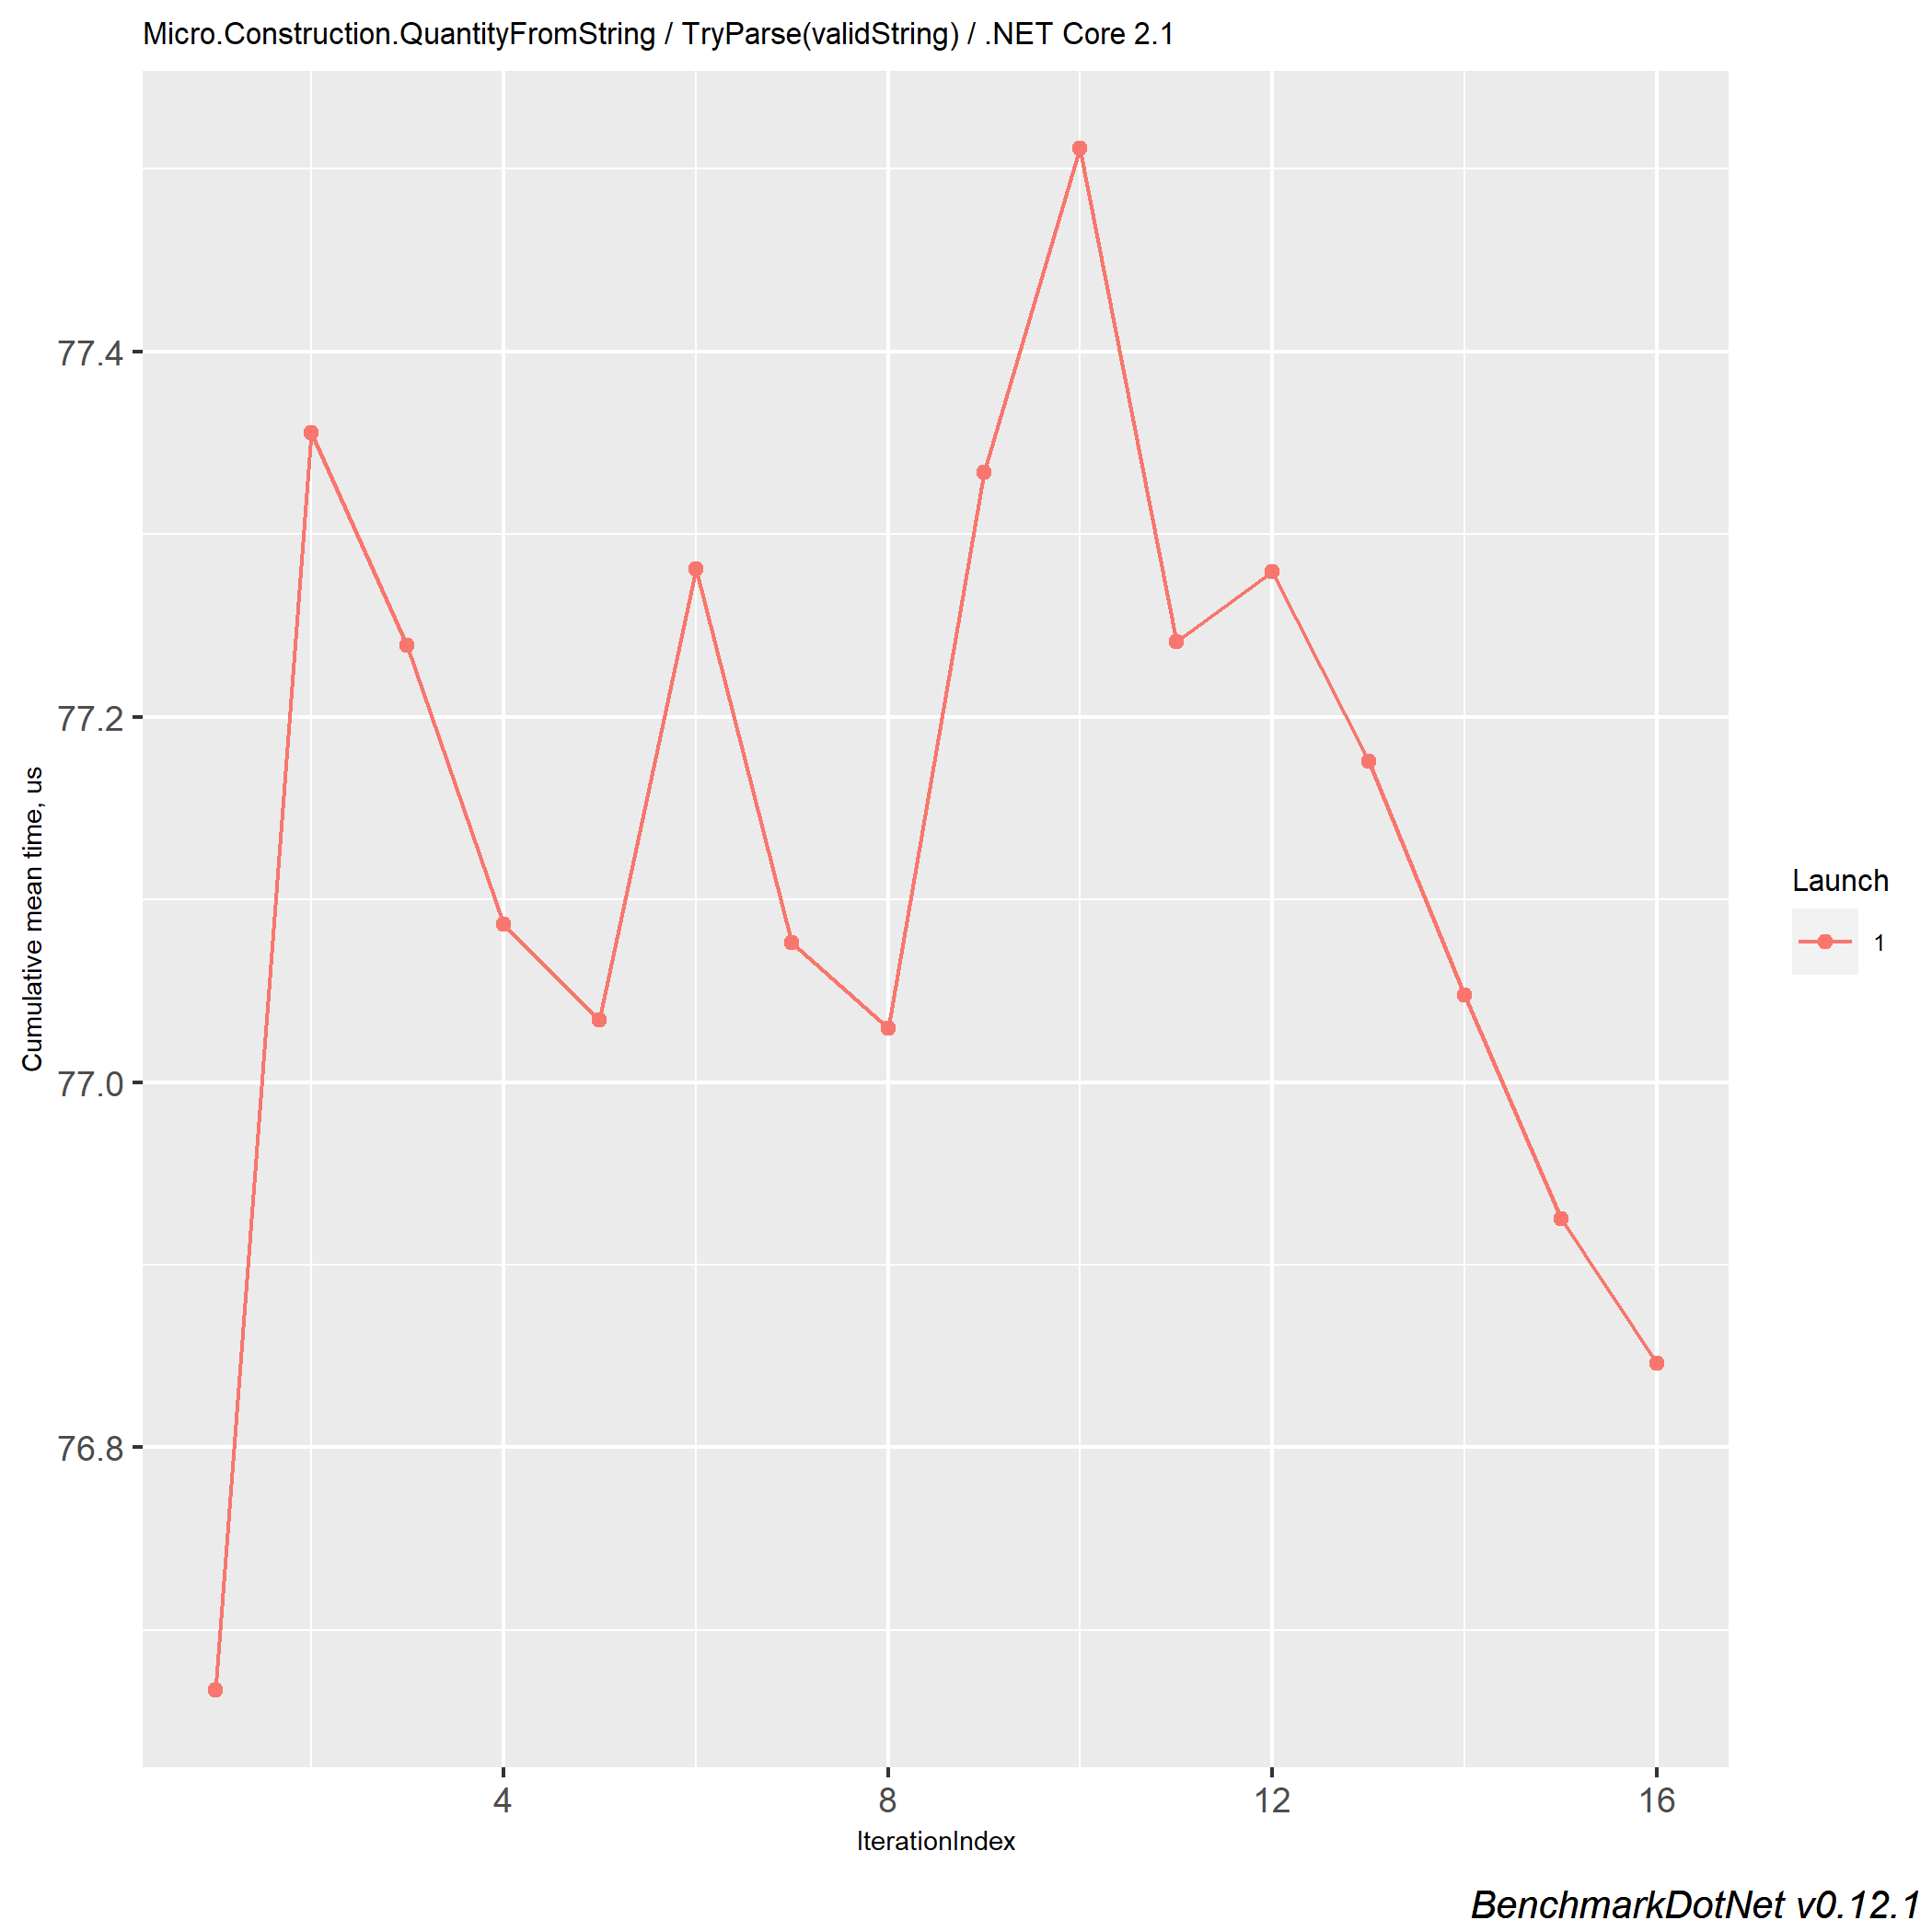 Micro.Construction.QuantityFromString / TryParse(validString) / .NET Core 2.1
77.4
77.2
77.0
76.8
Cumulative mean time, us
4 8 12 16
IterationIndex
Launch
1
BenchmarkDotNet v0.12.1